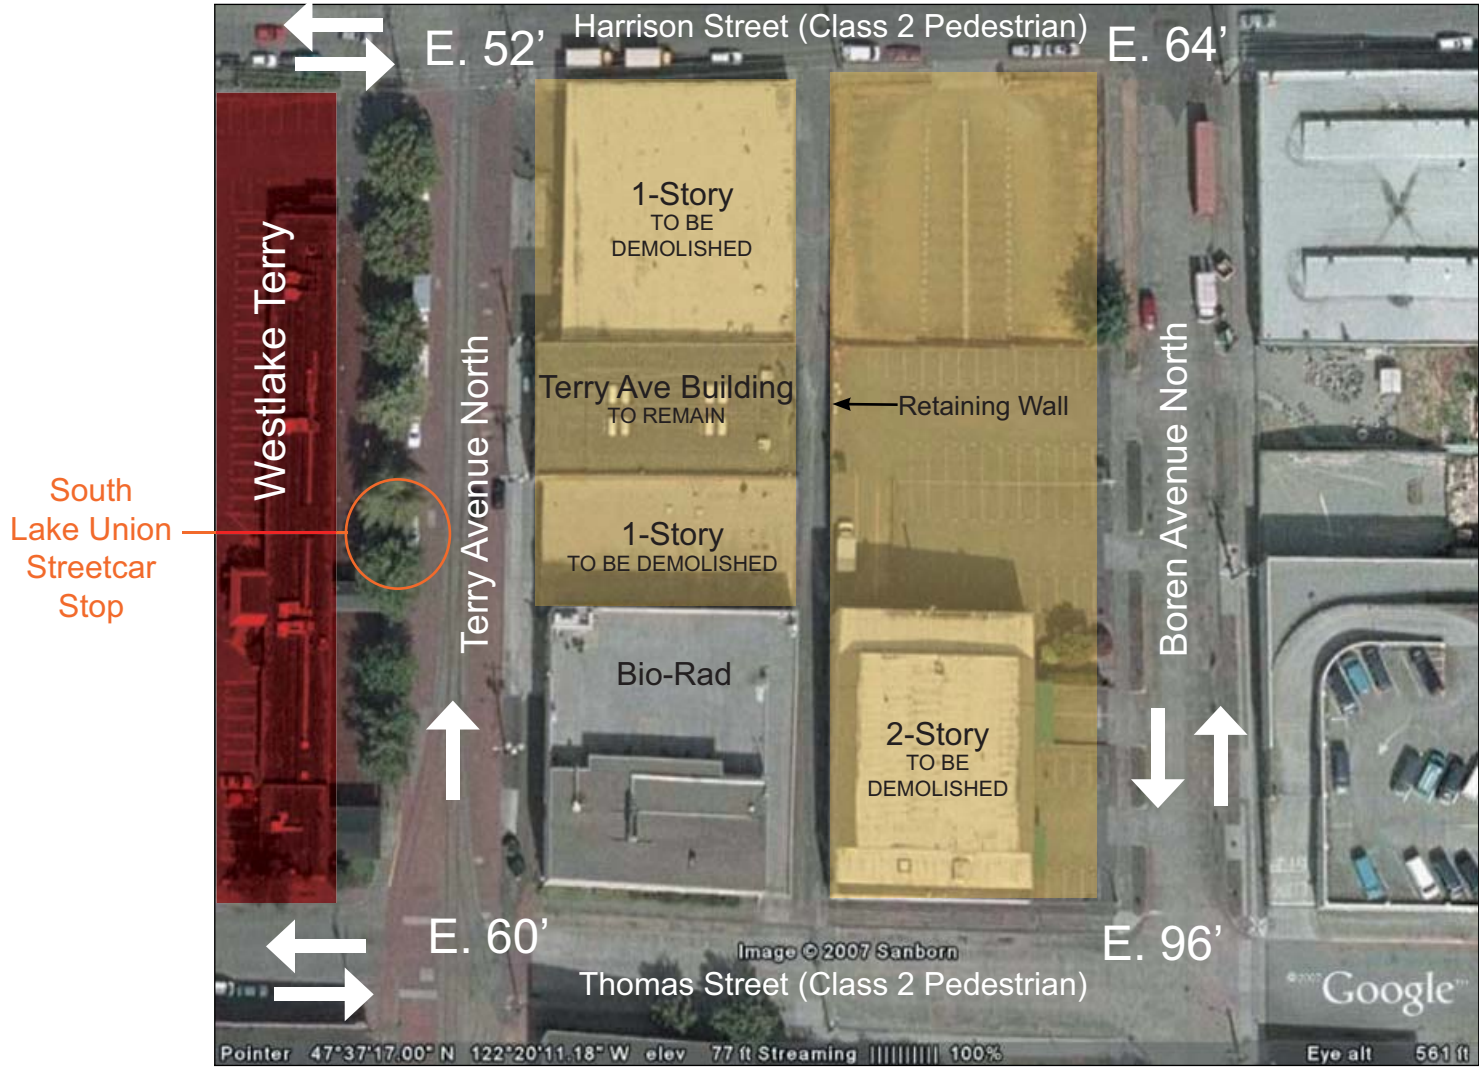 Harrison Street (Class 2 Pedestrian)
E. 52’
E. 64’
1-Story
TO BE
DEMOLISHED
Westlake Terry
Terry Avenue North
Terry Ave Building
TO REMAIN
Retaining Wall
Boren Avenue North
South
Lake Union
Streetcar
Stop
1-Story
TO BE DEMOLISHED
Bio-Rad
2-Story
TO BE
DEMOLISHED
E. 60’
E. 96’
Image © 2007 Sanborn
Thomas Street (Class 2 Pedestrian)
©2007 Google™
Pointer 47°37'17.00" N 122°20'11.18" W elev 77 ft Streaming |||||||||| 100% Eye alt 561 ft